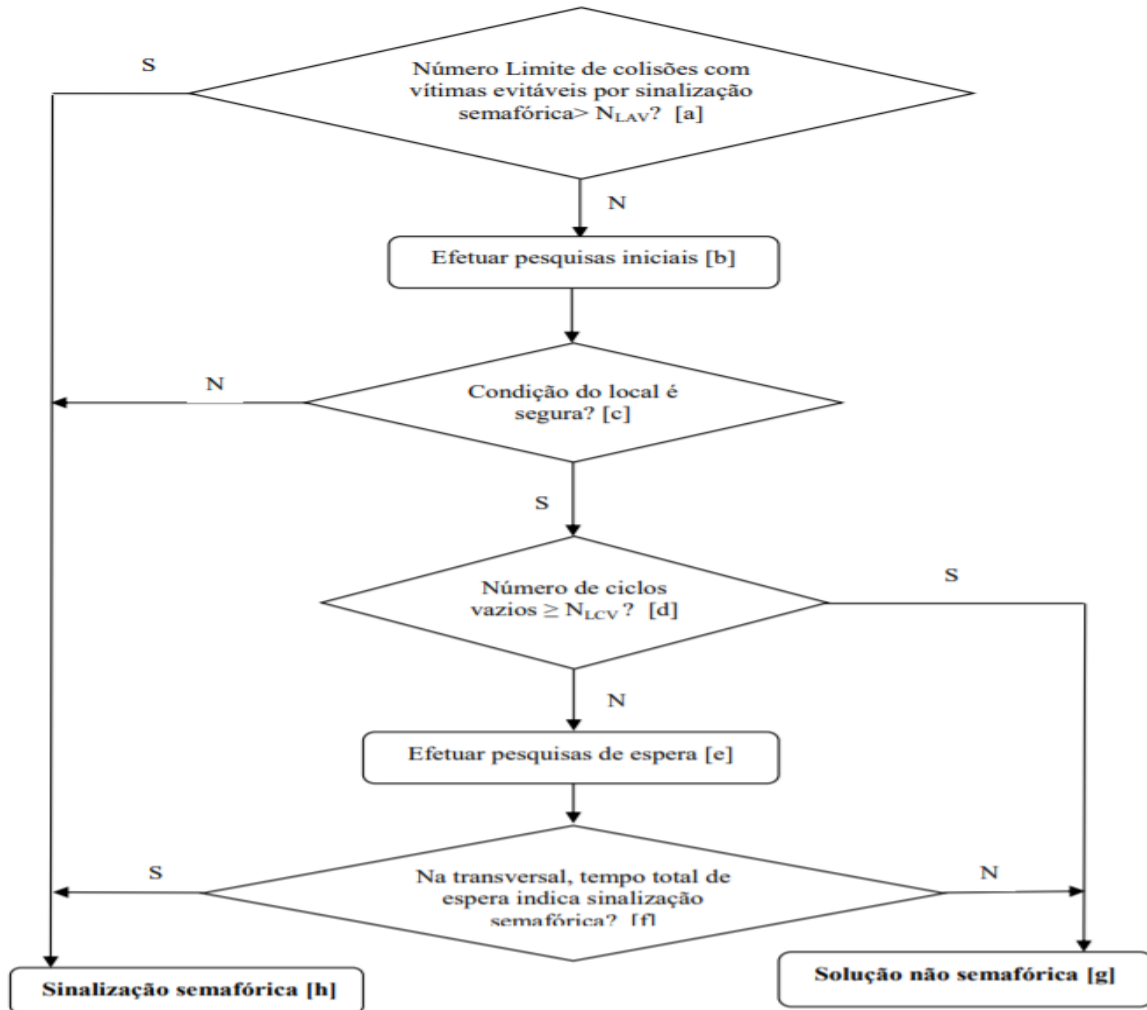 S
Número Limite de colisões com
vítimas evitáveis por sinalização
semafórica> NLAV? [a]
N
Efetuar pesquisas iniciais [b]
N
Condição do local é
segura? [c]
S
Número de ciclos
vazios ≥ NLCV ? [d]
S
N
Efetuar pesquisas de espera [e]
S
Na transversal, tempo total de
espera indica sinalização
semafórica? [f]
N
Sinalização semafórica [h]
Solução não semafórica [g]